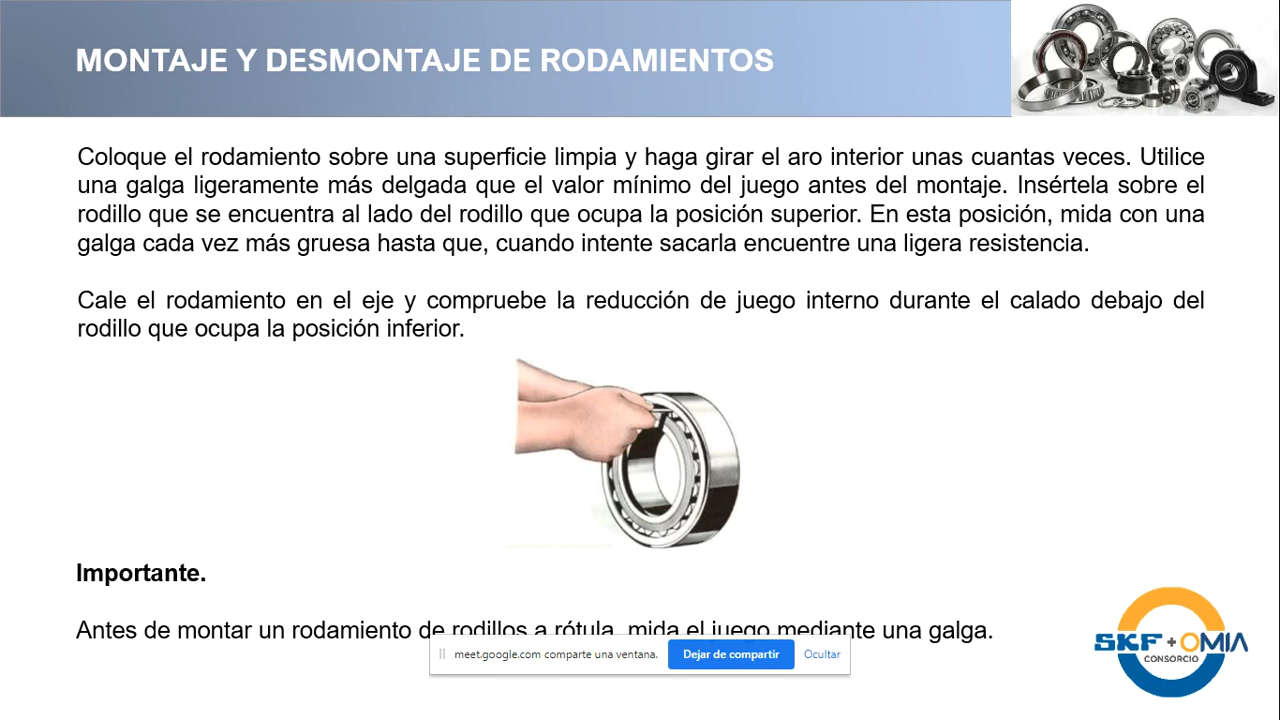 MONTAJE Y DESMONTAJE DE RODAMIENTOS
Coloque el rodamiento sobre una superficie limpia y haga girar el aro interior unas cuantas veces. Utilice
una galga ligeramente más delgada que el valor mínimo del juego antes del montaje. Insértela sobre el
rodillo que se encuentra al lado del rodillo que ocupa la posición superior. En esta posición, mida con una
galga cada vez más gruesa hasta que, cuando intente sacarla encuentre una ligera resistencia.
Cale el rodamiento en el eje y compruebe la reducción de juego interno durante el calado debajo del
rodillo que ocupa la posición inferior.
Importante.
Antes de montar un rodamiento de rodillos a rótula, mida el juego mediante una galga.
meet.google.com comparte una ventana. Dejar de compartir Ocultar
SKF + OMIA
CONSORCIO